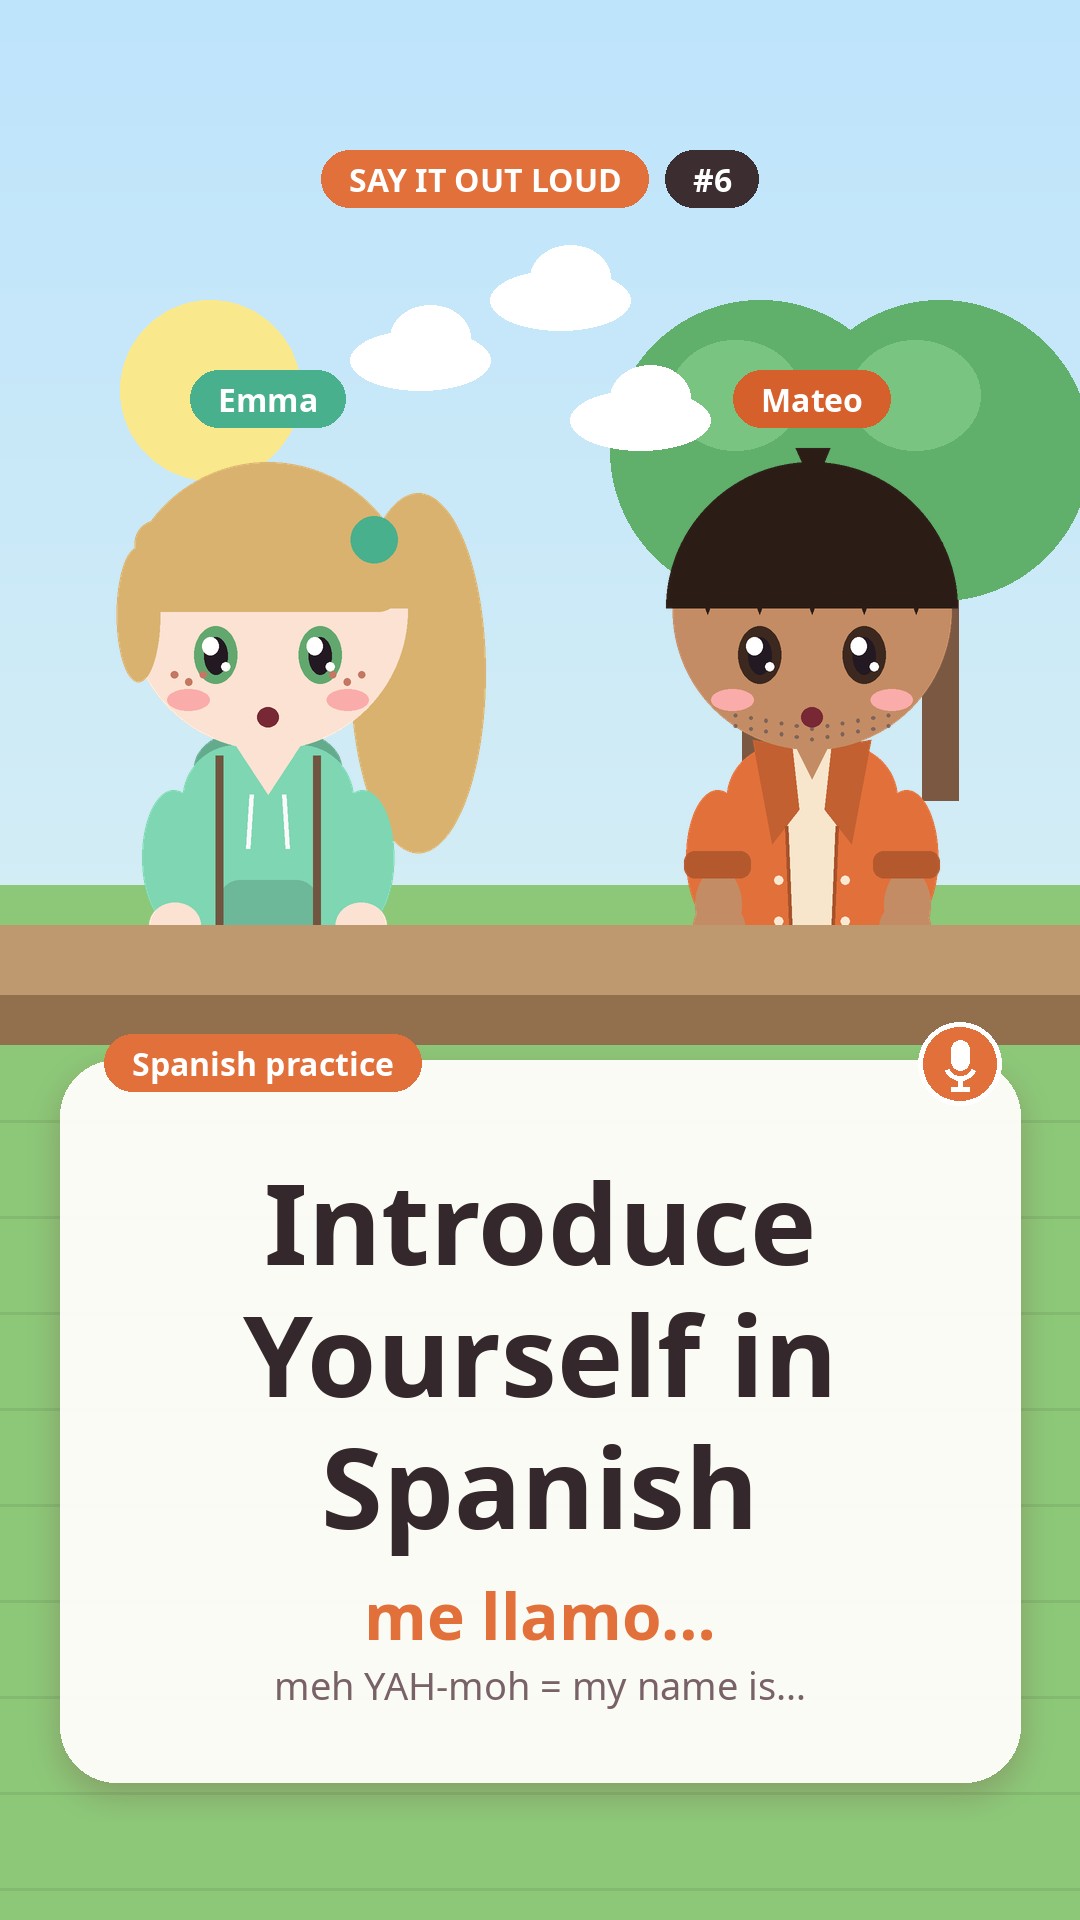 SAY IT OUT LOUD #6
Emma
Mateo
Spanish practice
Introduce
Yourself in
Spanish
me llamo...
meh YAH-moh = my name is...